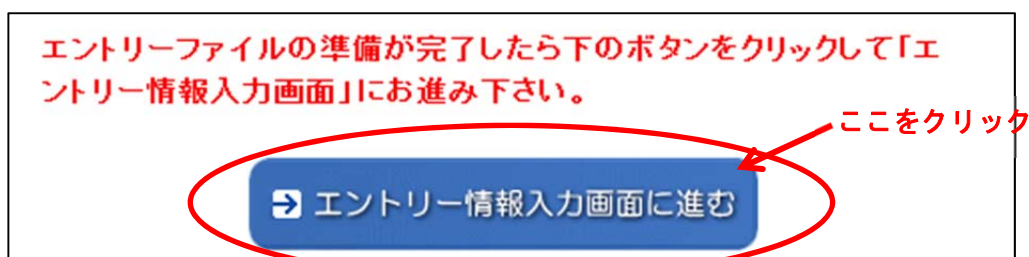 エントリーファイルの準備が完了したら下のボタンをクリックして「エ
ントリー情報入力画面」にお進み下さい。
ここをクリック
エントリー情報入力画面に進む